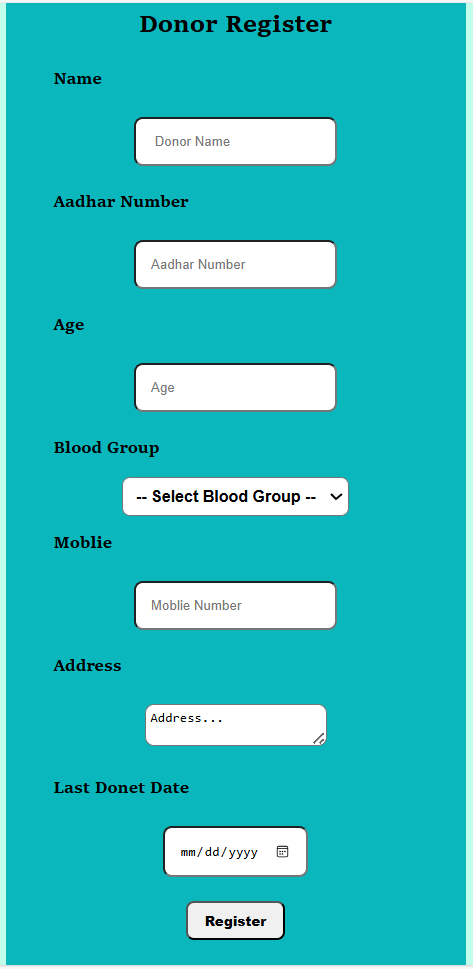 Donor Register
Name
Donor Name
Aadhar Number
Aadhar Number
Age
Age
Blood Group
-- Select Blood Group --
Moblie
Moblie Number
Address
Address...
Last Donet Date
mm/dd/yyyy
Register